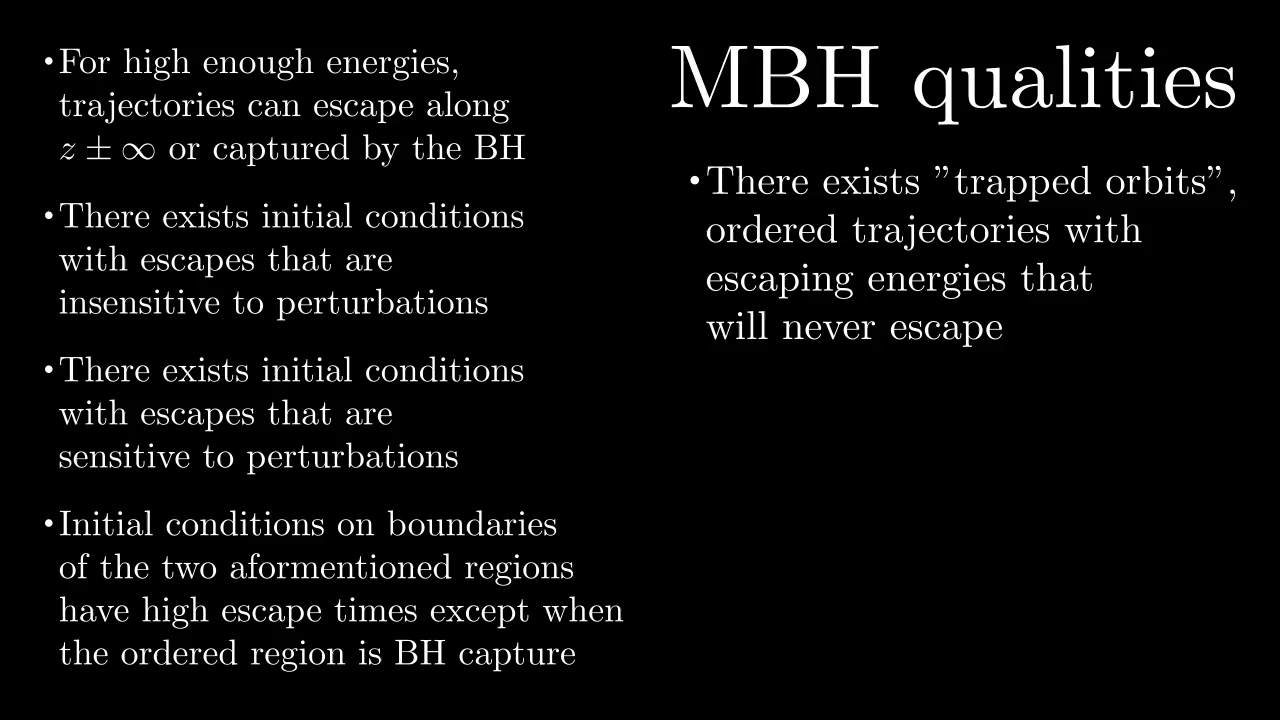 MBH qualities
•For high enough energies,
trajectories can escape along
z ± ∞ or captured by the BH
•There exists initial conditions
with escapes that are
insensitive to perturbations
•There exists initial conditions
with escapes that are
sensitive to perturbations
•Initial conditions on boundaries
of the two aformentioned regions
have high escape times except when
the ordered region is BH capture
•There exists ”trapped orbits”,
ordered trajectories with
escaping energies that
will never escape